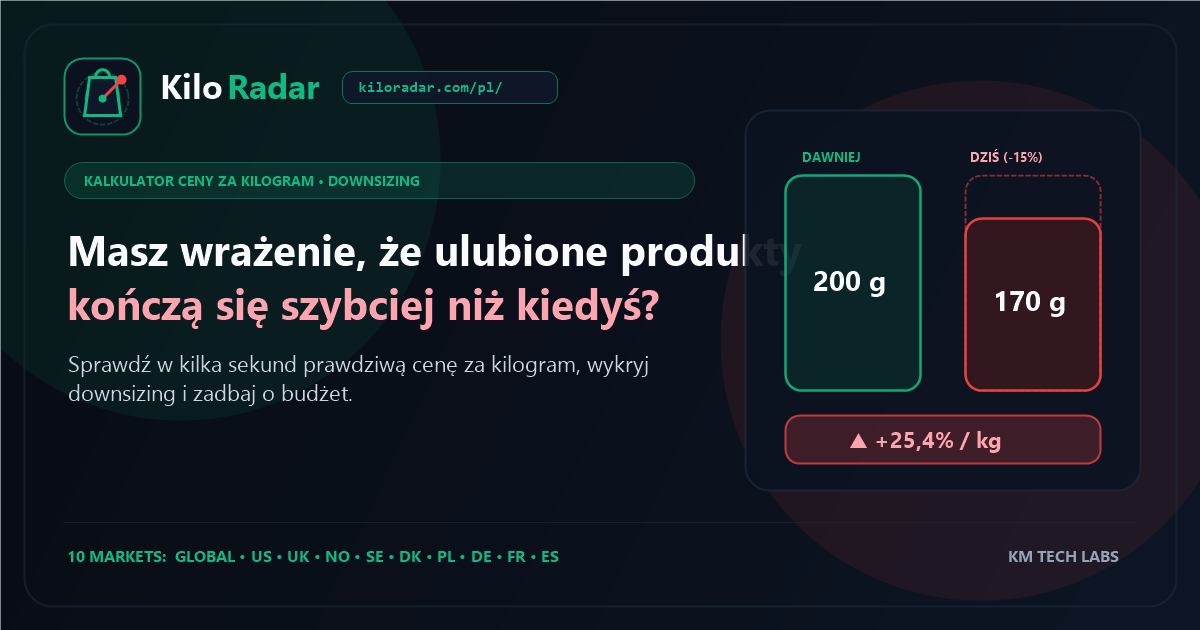 Kilo Radar
kiloradar.com/pl/
KALKULATOR CENY ZA KILOGRAM • DOWNSIZING
Masz wrażenie, że ulubione produkty
kończą się szybciej niż kiedyś?
Sprawdź w kilka sekund prawdziwą cenę za kilogram, wykryj
downsizing i zadbaj o budżet.
DAWNIEJ
DZIŚ (-15%)
200 g
170 g
▲ +25,4% / kg
10 MARKETS: GLOBAL • US • UK • NO • SE • DK • PL • DE • FR • ES
KM TECH LABS